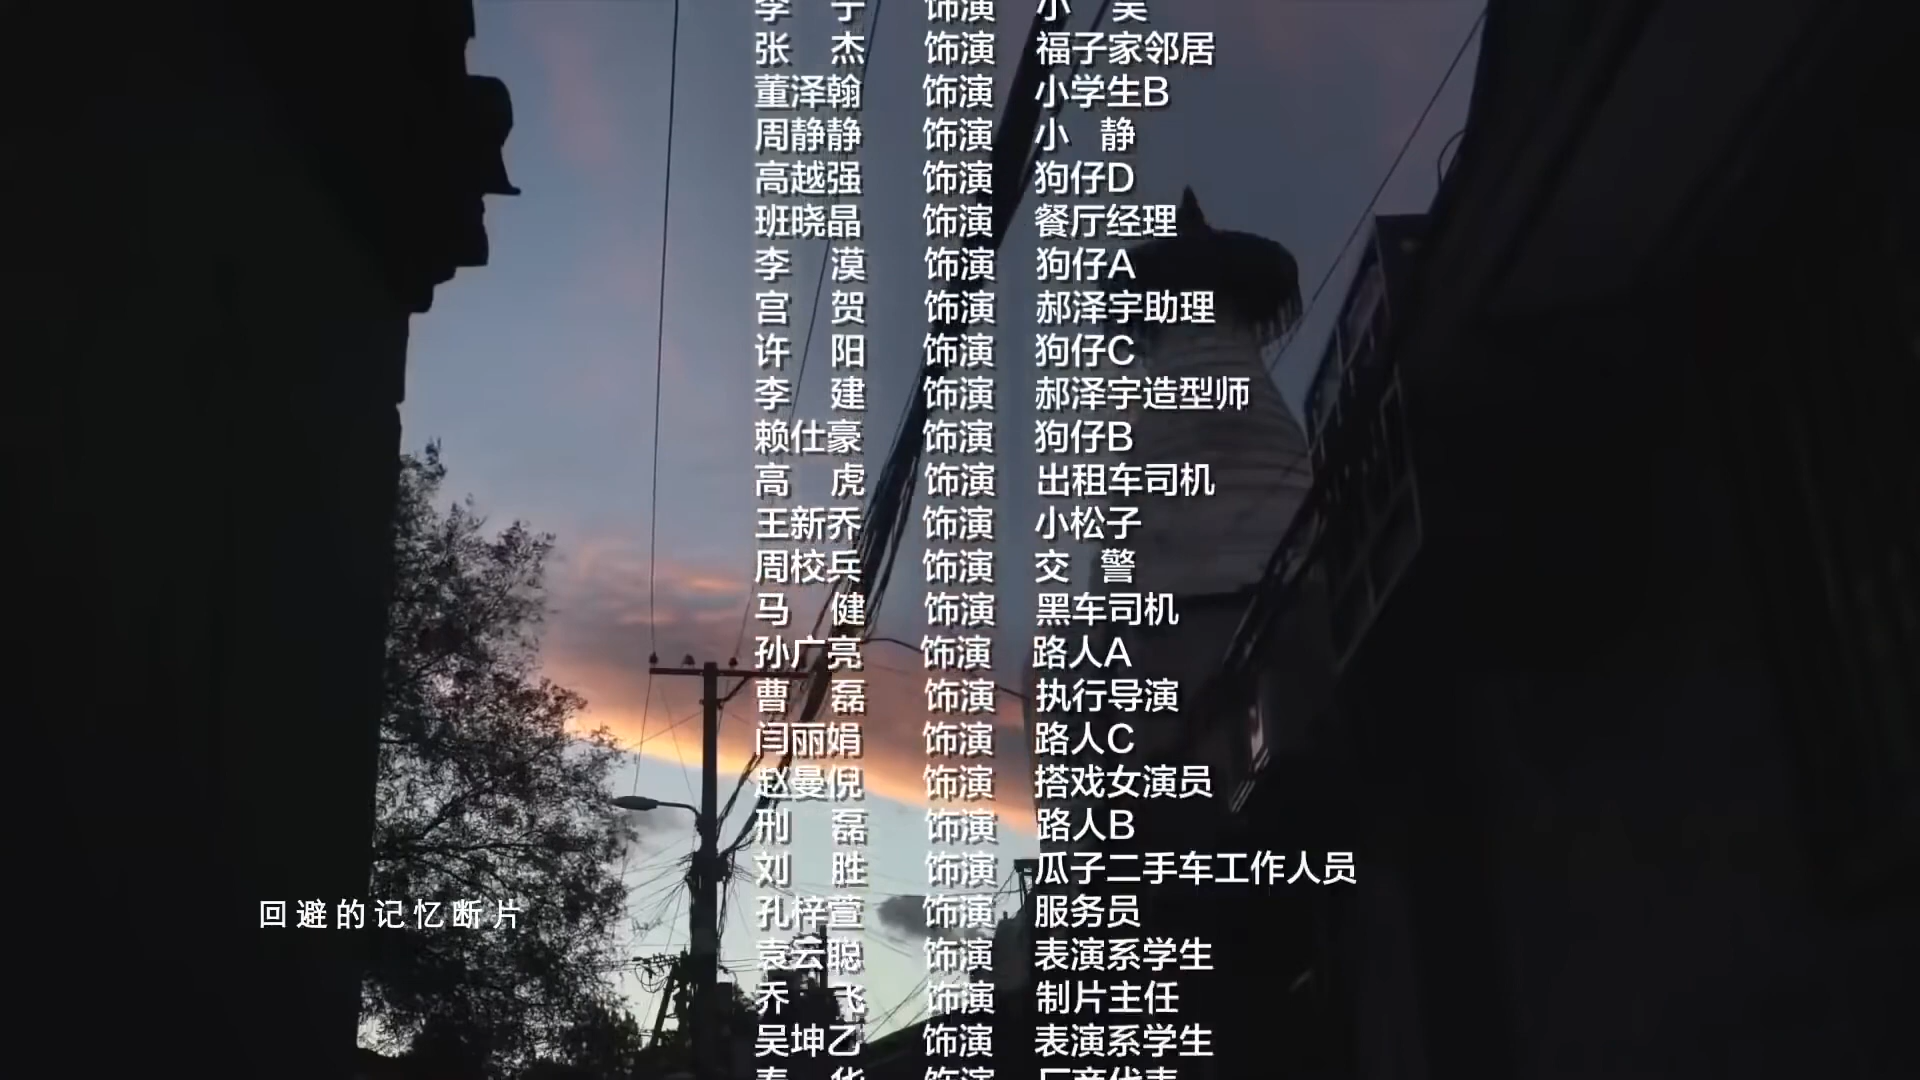 张 杰 饰演 福子家邻居
董泽翰 饰演 小学生B
周静静 饰演 小 静
高越强 饰演 狗仔D
班晓晶 饰演 餐厅经理
李 漠 饰演 狗仔A
宫 贺 饰演 郝泽宇助理
许 阳 饰演 狗仔C
李 建 饰演 郝泽宇造型师
赖仕豪 饰演 狗仔B
高 虎 饰演 出租车司机
王新乔 饰演 小松子
周校兵 饰演 交 警
马 健 饰演 黑车司机
孙广亮 饰演 路人A
曹 磊 饰演 执行导演
闫丽娟 饰演 路人C
赵曼倪 饰演 搭戏女演员
刑 磊 饰演 路人B
刘 胜 饰演 瓜子二手车工作人员
孔梓萱 饰演 服务员
回避的记忆断片
袁云聪 饰演 表演系学生
乔 飞 饰演 制片主任
吴坤乙 饰演 表演系学生